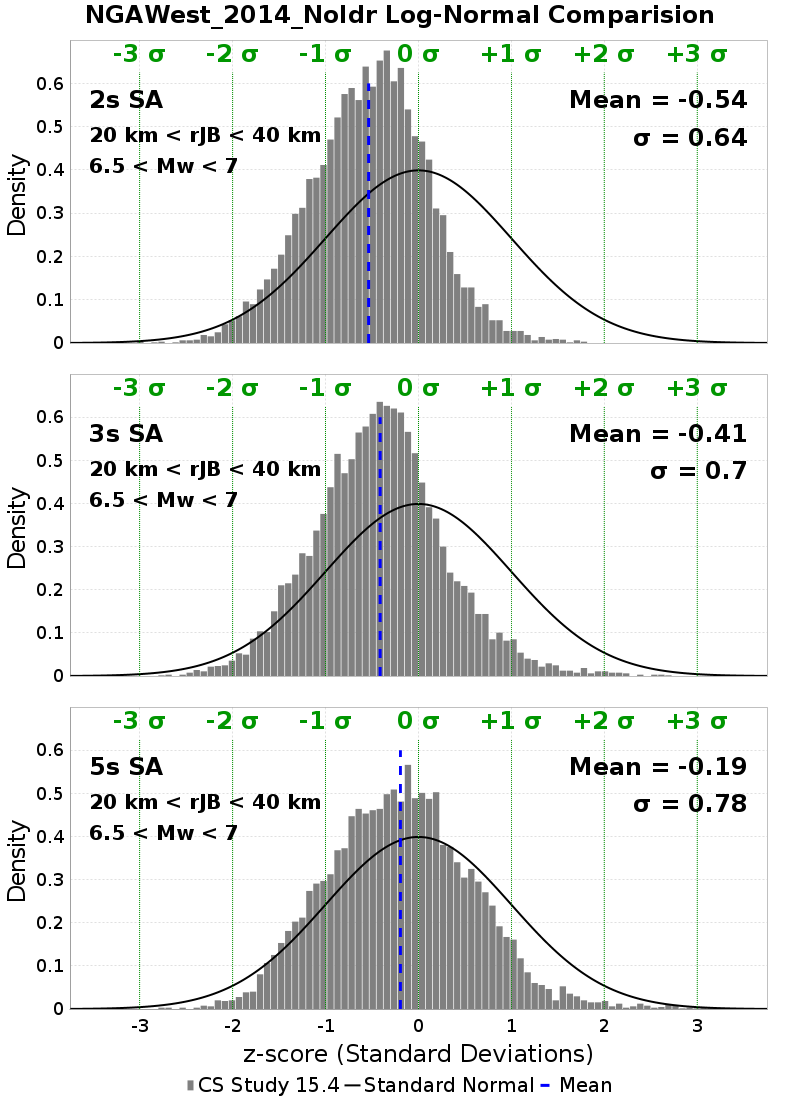 NGAWest_2014_NoIdr Log-Normal Comparision
-3 σ -2 σ -1 σ 0 σ +1 σ +2 σ +3 σ
2s SA
20 km < rJB < 40 km
6.5 < Mw < 7
Mean = -0.54
σ = 0.64
0.6
0.5
0.4
0.3
0.2
0.1
0
Density
-3 σ -2 σ -1 σ 0 σ +1 σ +2 σ +3 σ
3s SA
20 km < rJB < 40 km
6.5 < Mw < 7
Mean = -0.41
σ = 0.7
0.6
0.5
0.4
0.3
0.2
0.1
0
Density
-3 σ -2 σ -1 σ 0 σ +1 σ +2 σ +3 σ
5s SA
20 km < rJB < 40 km
6.5 < Mw < 7
Mean = -0.19
σ = 0.78
0.6
0.5
0.4
0.3
0.2
0.1
0
Density
-3 -2 -1 0 1 2 3
z-score (Standard Deviations)
CS Study 15.4 Standard Normal Mean